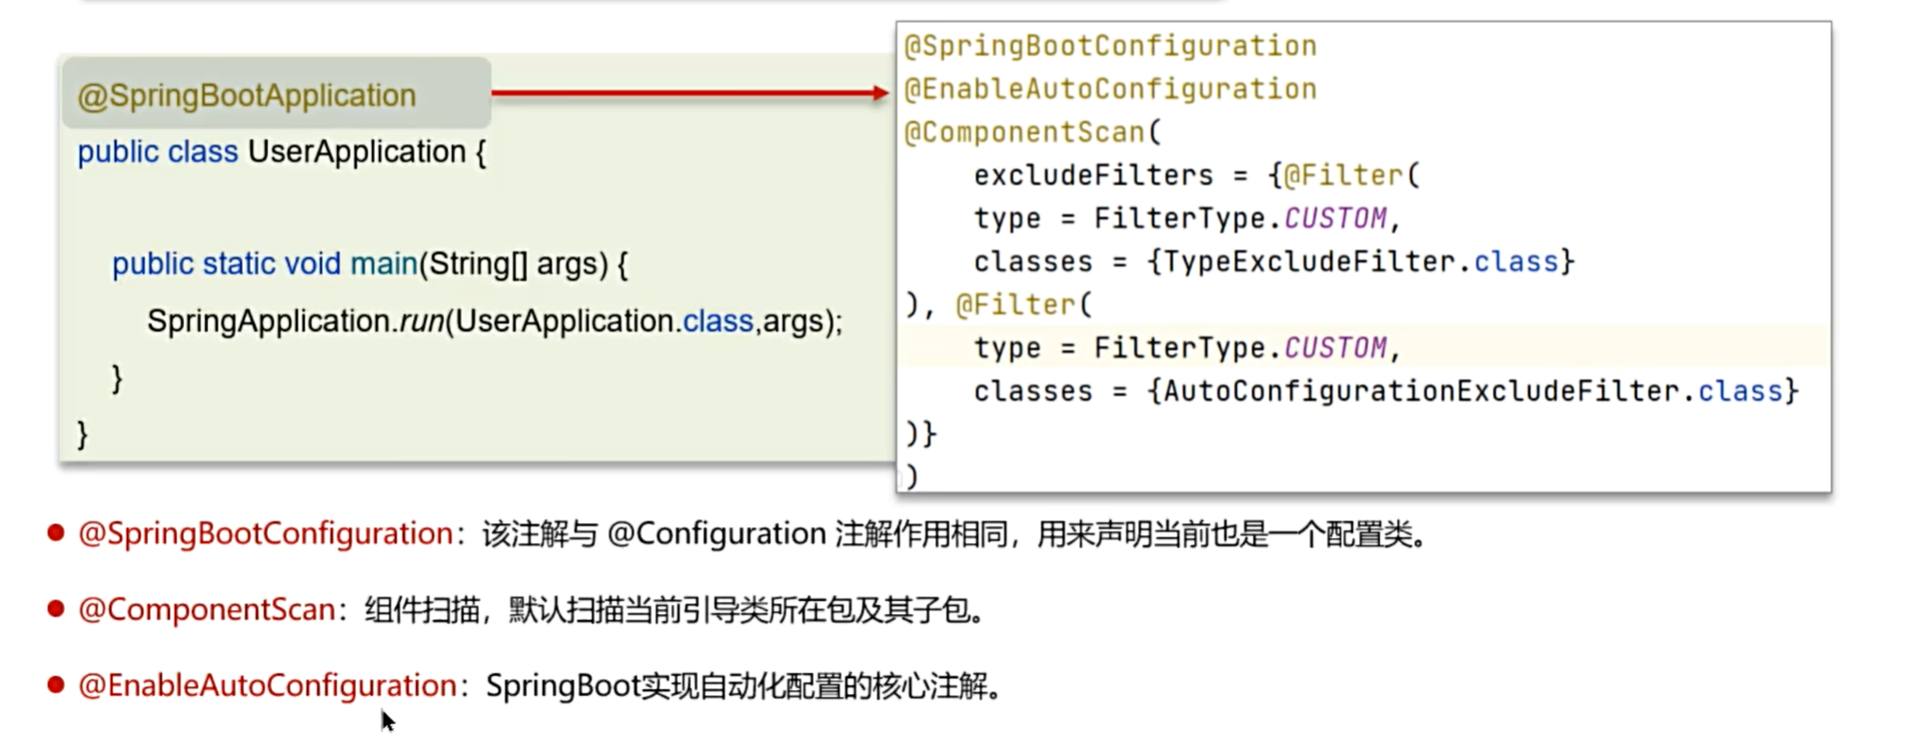 @SpringBootApplication
public class UserApplication {
public static void main(String[] args) {
SpringApplication.run(UserApplication.class,args);
}
}
@SpringBootConfiguration
@EnableAutoConfiguration
@ComponentScan(
excludeFilters = {@Filter(
type = FilterType.CUSTOM,
classes = {TypeExcludeFilter.class}
), @Filter(
type = FilterType.CUSTOM,
classes = {AutoConfigurationExcludeFilter.class}
)}
)
● @SpringBootConfiguration：该注解与 @Configuration 注解作用相同，用来声明当前也是一个配置类。
● @ComponentScan：组件扫描，默认扫描当前引导类所在包及其子包。
● @EnableAutoConfiguration：SpringBoot实现自动化配置的核心注解。